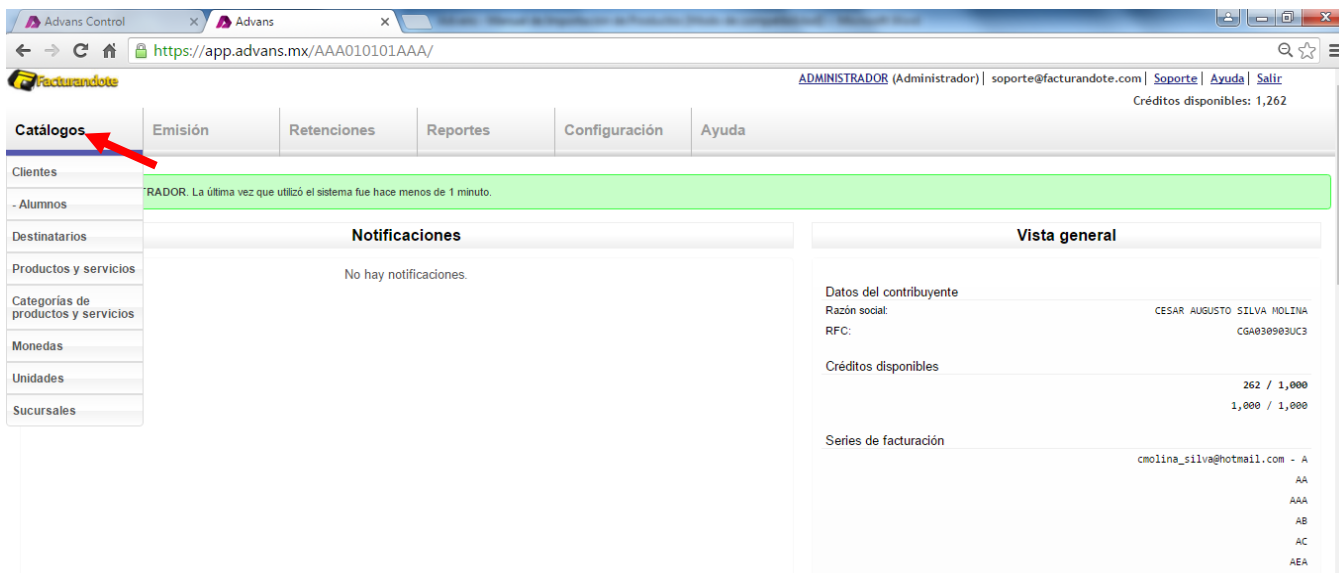 Advans Control
Advans
https://app.advans.mx/AAA010101AAA/
Facturandote
ADMINISTRADOR (Administrador) | soporte@facturandote.com | Soporte | Ayuda | Salir
Créditos disponibles: 1,262
Catálogos Emisión Retenciones Reportes Configuración Ayuda
Clientes
- Alumnos
Destinatarios
Productos y servicios
Categorías de
productos y servicios
Monedas
Unidades
Sucursales
TRADOR. La última vez que utilizó el sistema fue hace menos de 1 minuto.
Notificaciones
No hay notificaciones.
Vista general
Datos del contribuyente
Razón social: CESAR AUGUSTO SILVA MOLINA
RFC: CGA030903UC3
Créditos disponibles
262 / 1,000
1,000 / 1,000
Series de facturación
cmolina_silva@hotmail.com - A
AA
AAA
AB
AC
AEA